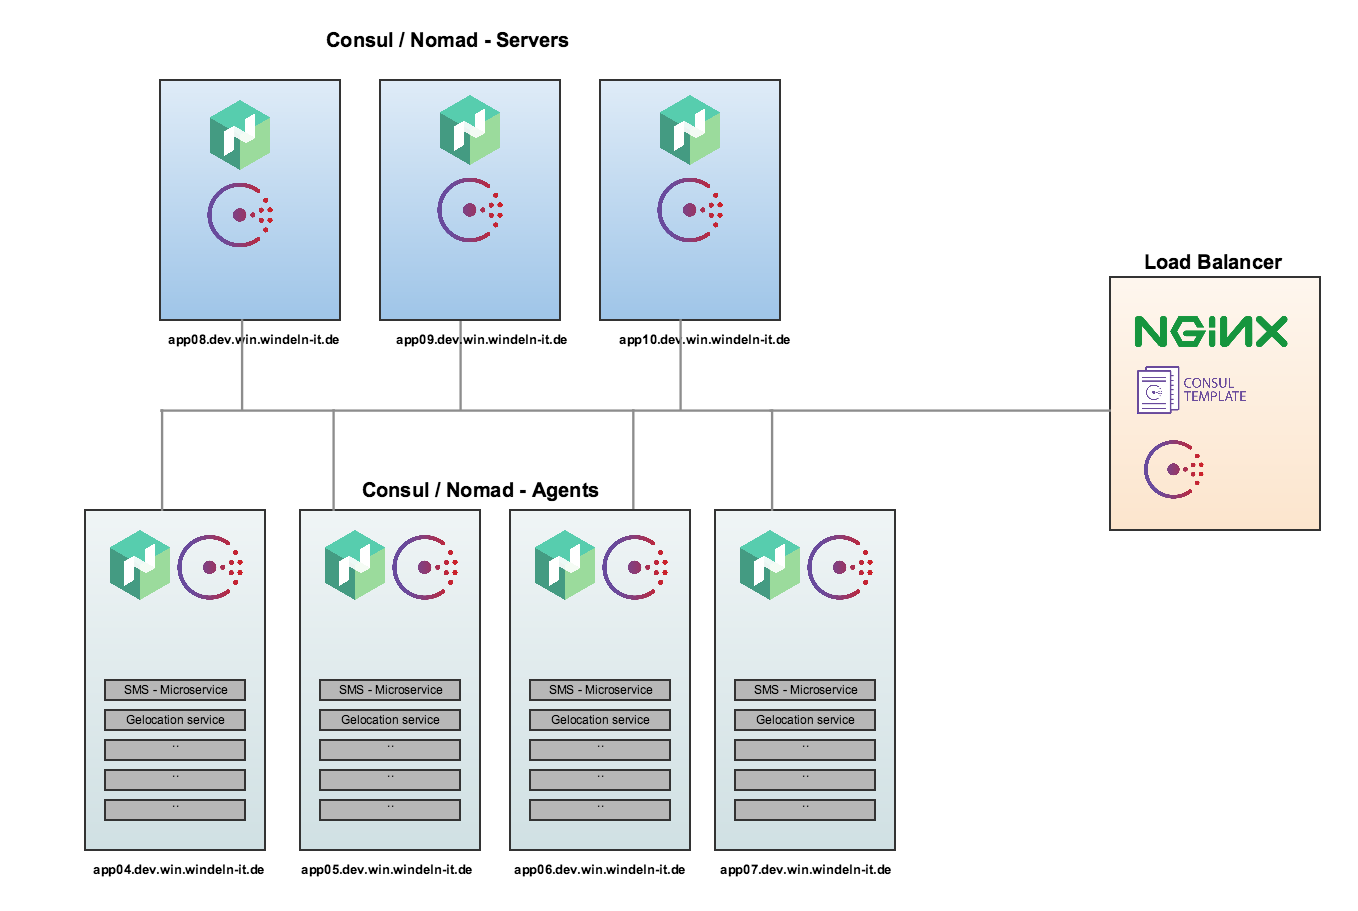 Consul / Nomad - Servers
app08.dev.win.windeln-it.de
app09.dev.win.windeln-it.de
app10.dev.win.windeln-it.de
Load Balancer
NGiNX
CONSUL
TEMPLATE
Consul / Nomad - Agents
SMS - Microservice
Gelocation service
..
..
..
app04.dev.win.windeln-it.de
SMS - Microservice
Gelocation service
..
..
..
app05.dev.win.windeln-it.de
SMS - Microservice
Gelocation service
..
..
..
app06.dev.win.windeln-it.de
SMS - Microservice
Gelocation service
..
..
..
app07.dev.win.windeln-it.de